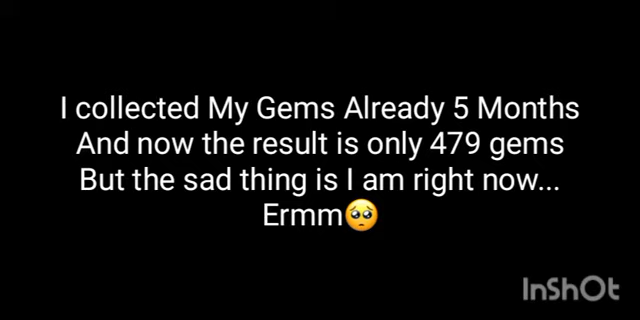 I collected My Gems Already 5 Months
And now the result is only 479 gems
But the sad thing is I am right now...
Ermm🥺
InShOt